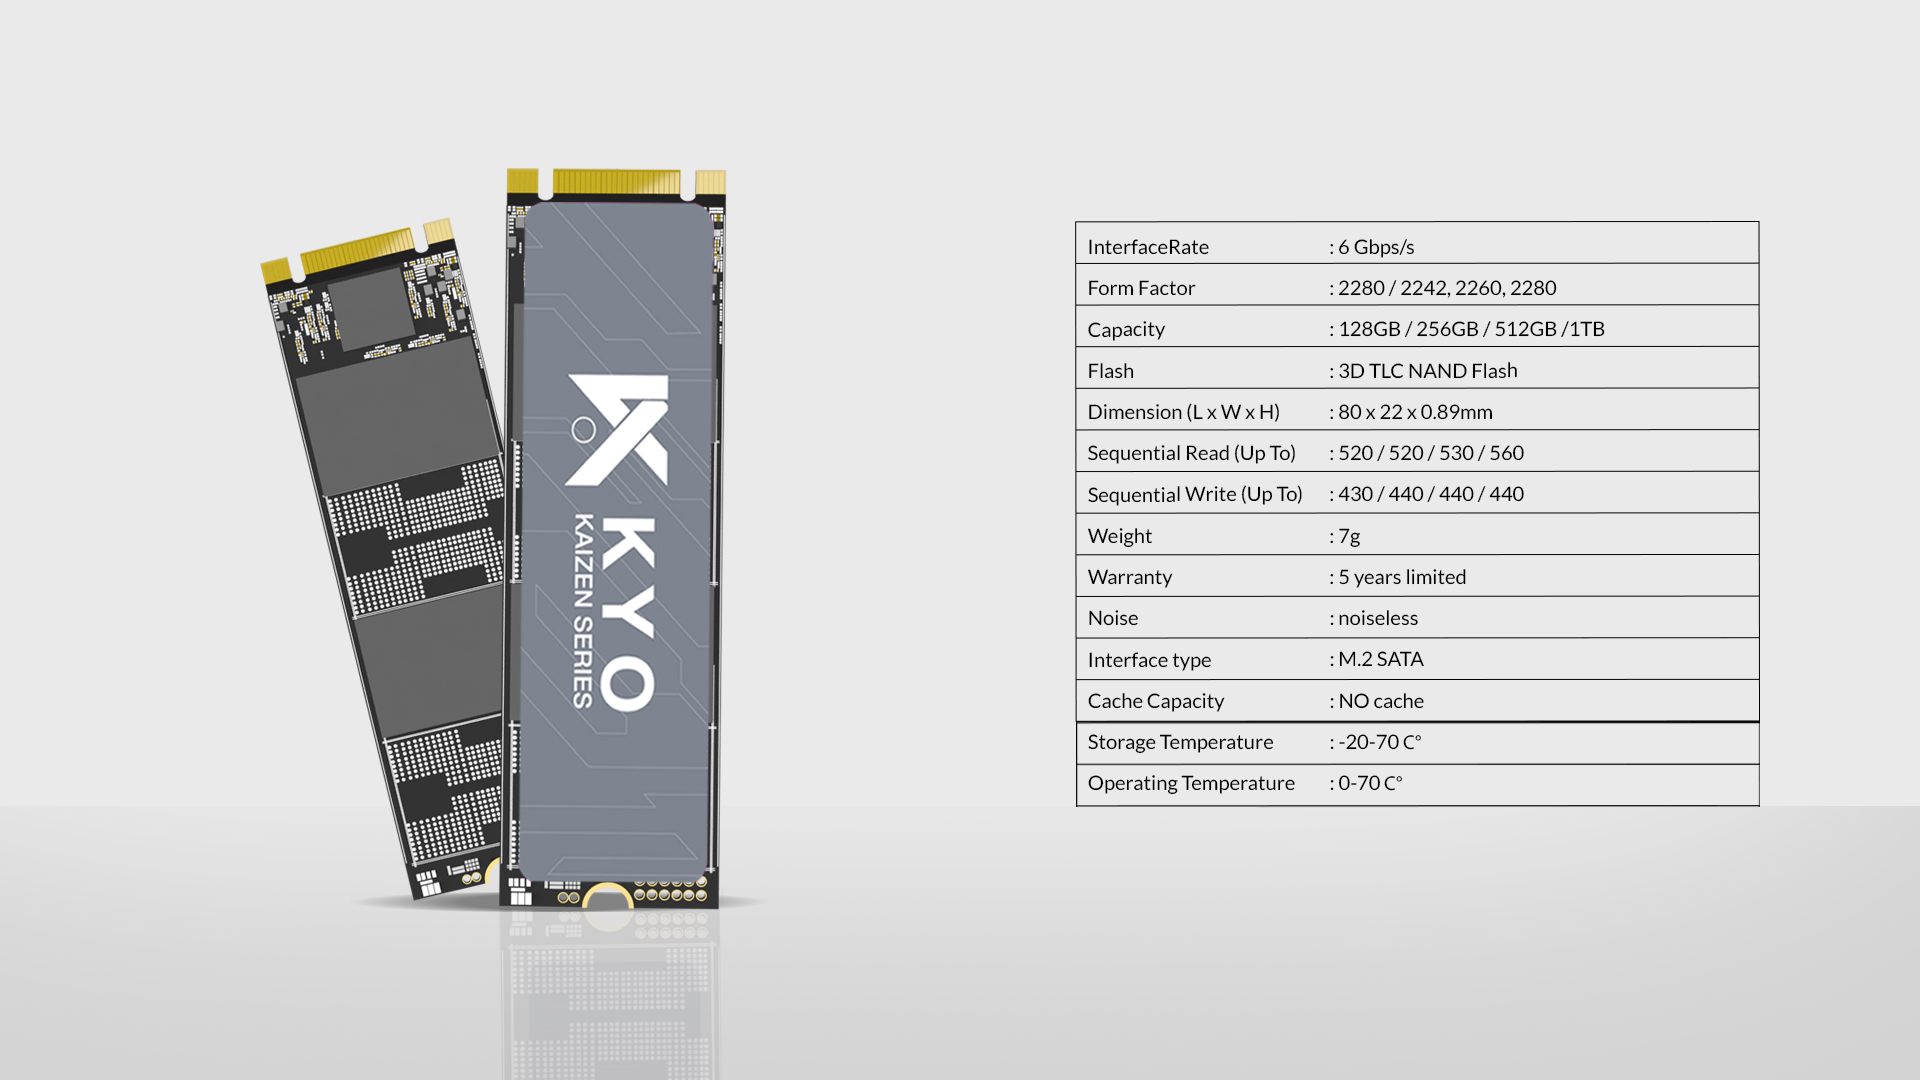 KYO
KAIZEN SERIES
InterfaceRate : 6 Gbps/s
Form Factor : 2280 / 2242, 2260, 2280
Capacity : 128GB / 256GB / 512GB /1TB
Flash : 3D TLC NAND Flash
Dimension (L x W x H) : 80 x 22 x 0.89mm
Sequential Read (Up To) : 520 / 520 / 530 / 560
Sequential Write (Up To) : 430 / 440 / 440 / 440
Weight : 7g
Warranty : 5 years limited
Noise : noiseless
Interface type : M.2 SATA
Cache Capacity : NO cache
Storage Temperature : -20-70 C°
Operating Temperature : 0-70 C°